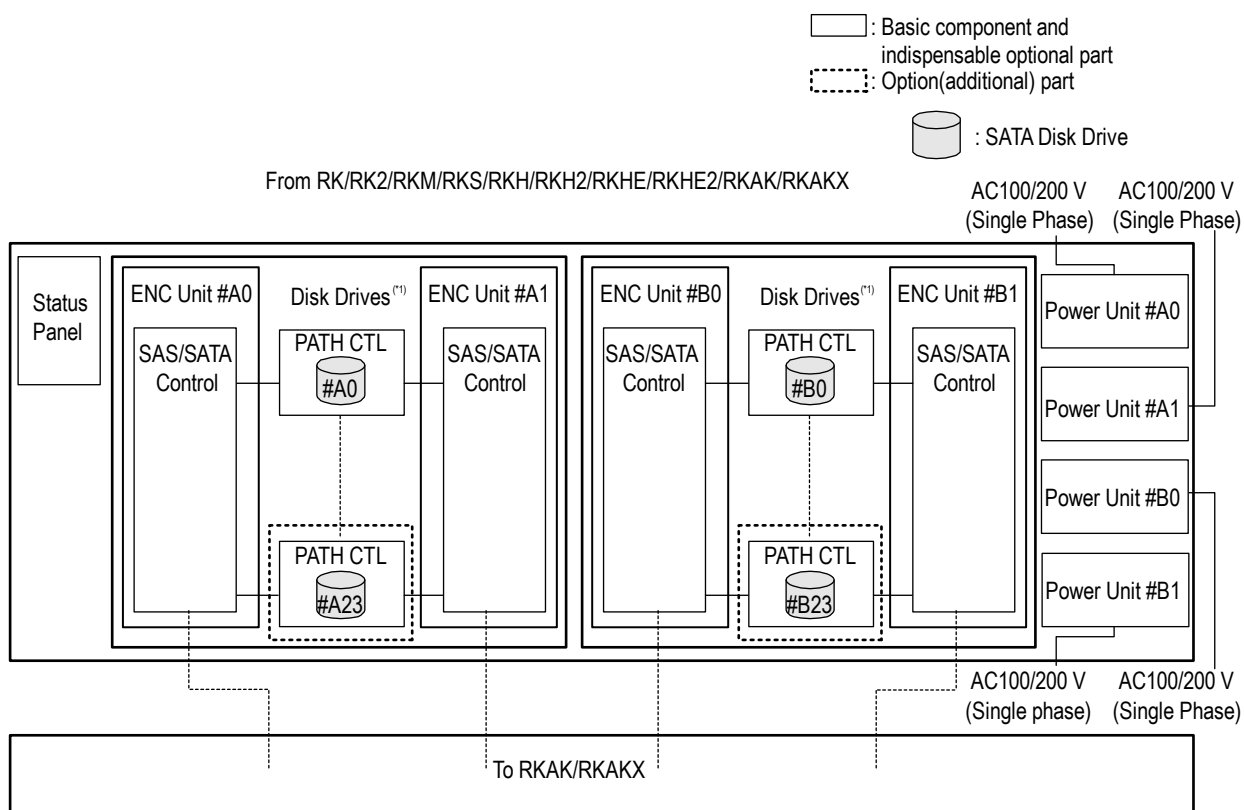 : Basic component and
indispensable optional part
: Option(additional) part
: SATA Disk Drive
From RK/RK2/RKM/RKS/RKH/RKH2/RKHE/RKHE2/RKAK/RKAKX
AC100/200 V
(Single Phase)
AC100/200 V
(Single Phase)
Status
Panel
ENC Unit #A0
SAS/SATA
Control
Disk Drives(*1)
PATH CTL
#A0
PATH CTL
#A23
ENC Unit #A1
SAS/SATA
Control
ENC Unit #B0
SAS/SATA
Control
Disk Drives(*1)
PATH CTL
#B0
PATH CTL
#B23
ENC Unit #B1
SAS/SATA
Control
Power Unit #A0
Power Unit #A1
Power Unit #B0
Power Unit #B1
AC100/200 V
(Single phase)
AC100/200 V
(Single Phase)
To RKAK/RKAKX